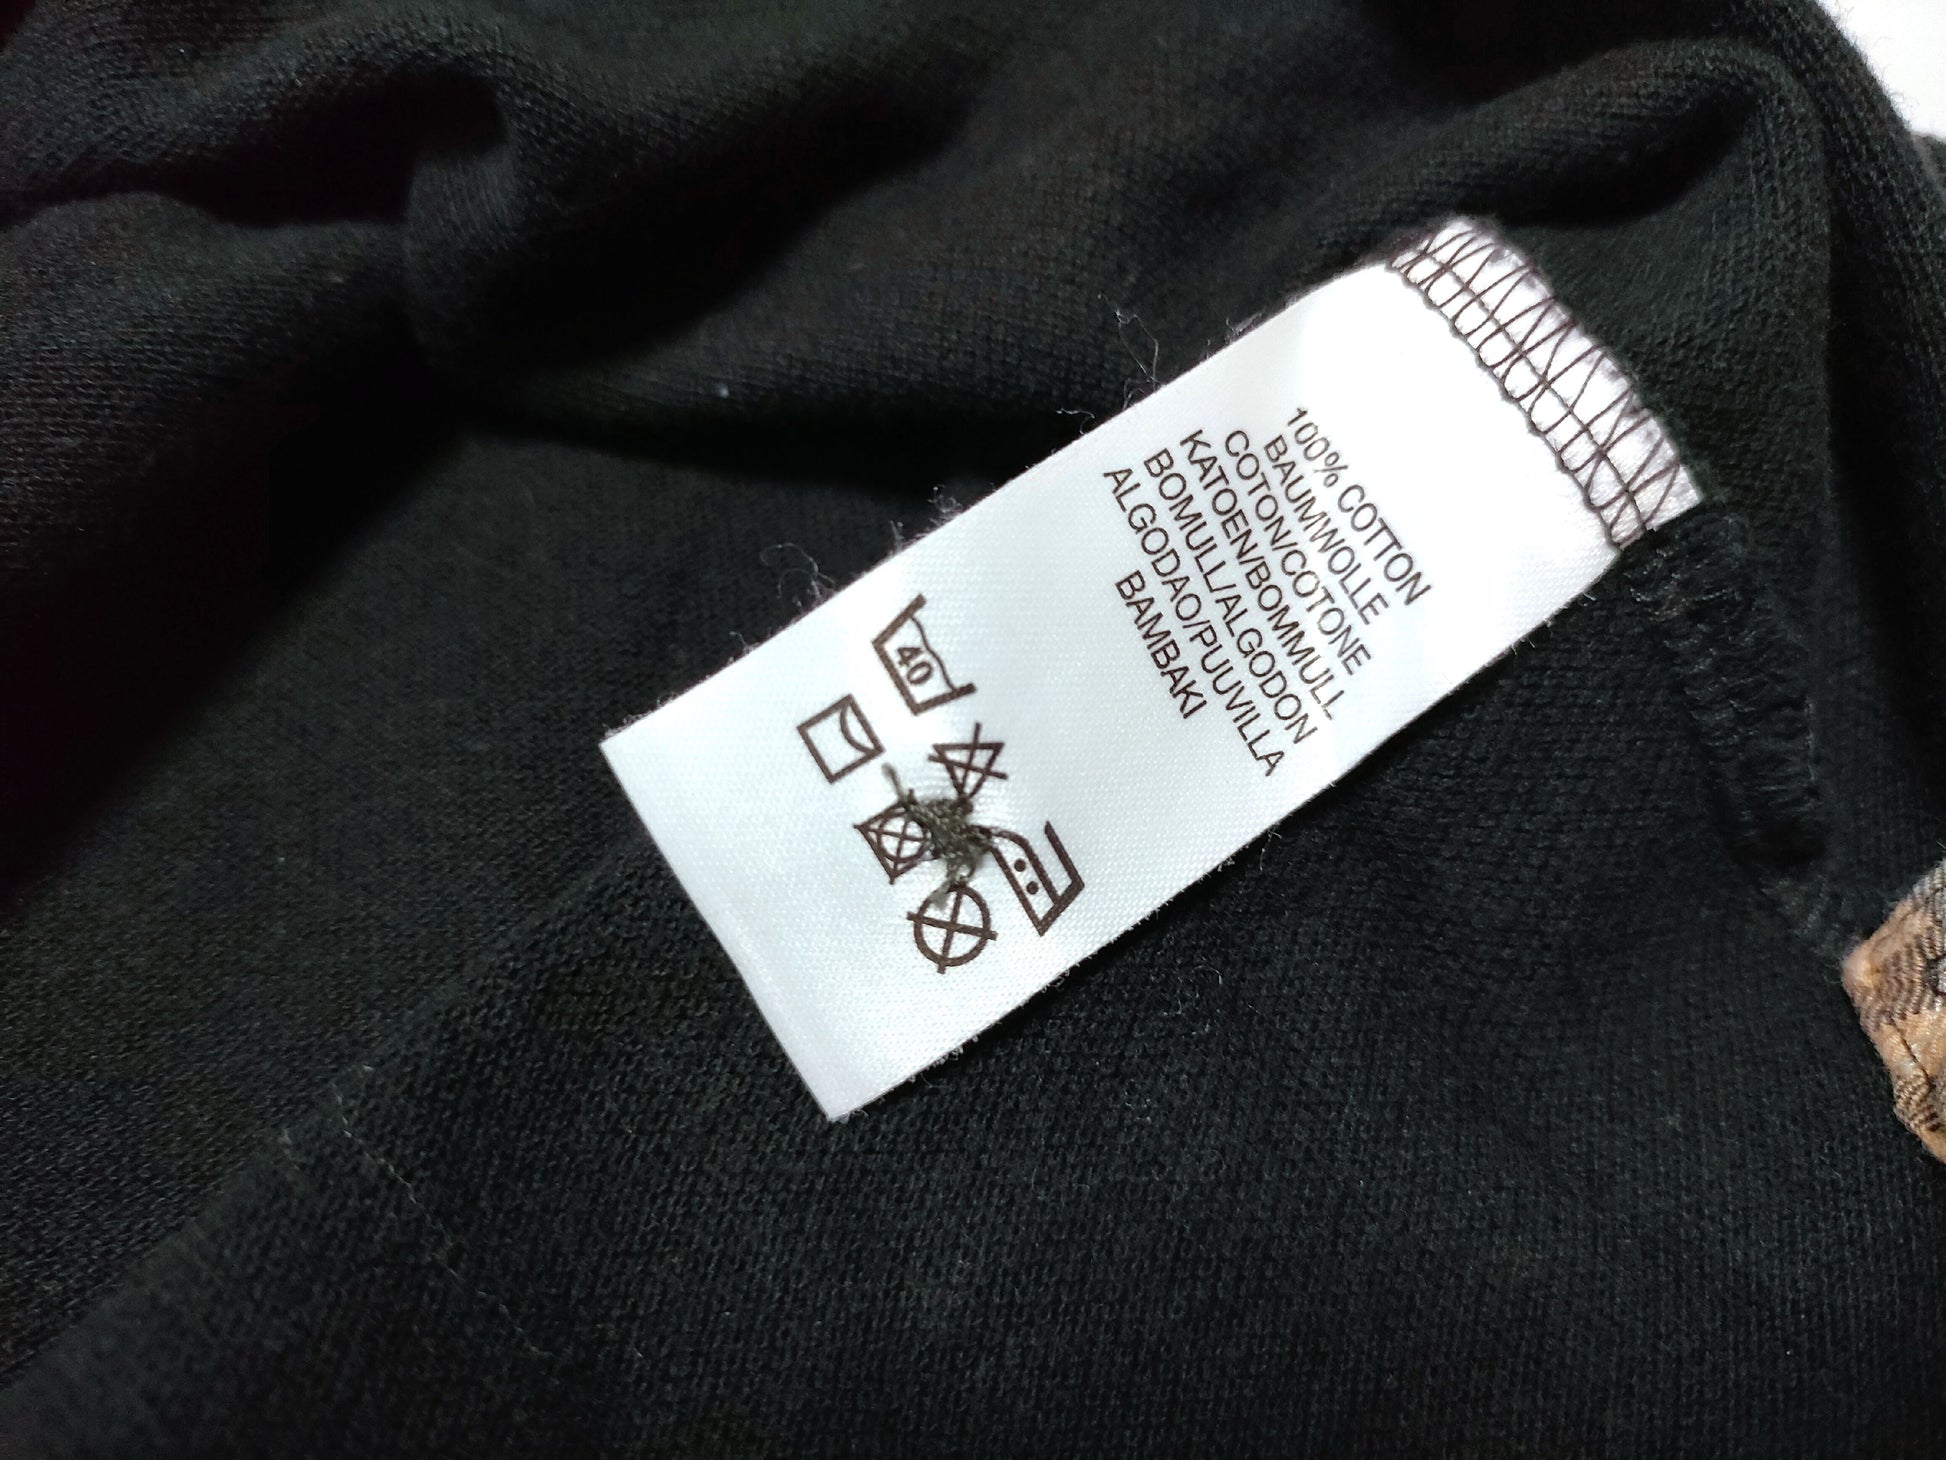 100% COTTON
BAUMWOLLE
COTON/COTONE
KATOEN/BOMMULL
BOMULL/ALGODON
ALGODAO/PUUVILLA
BAMBAKI
40